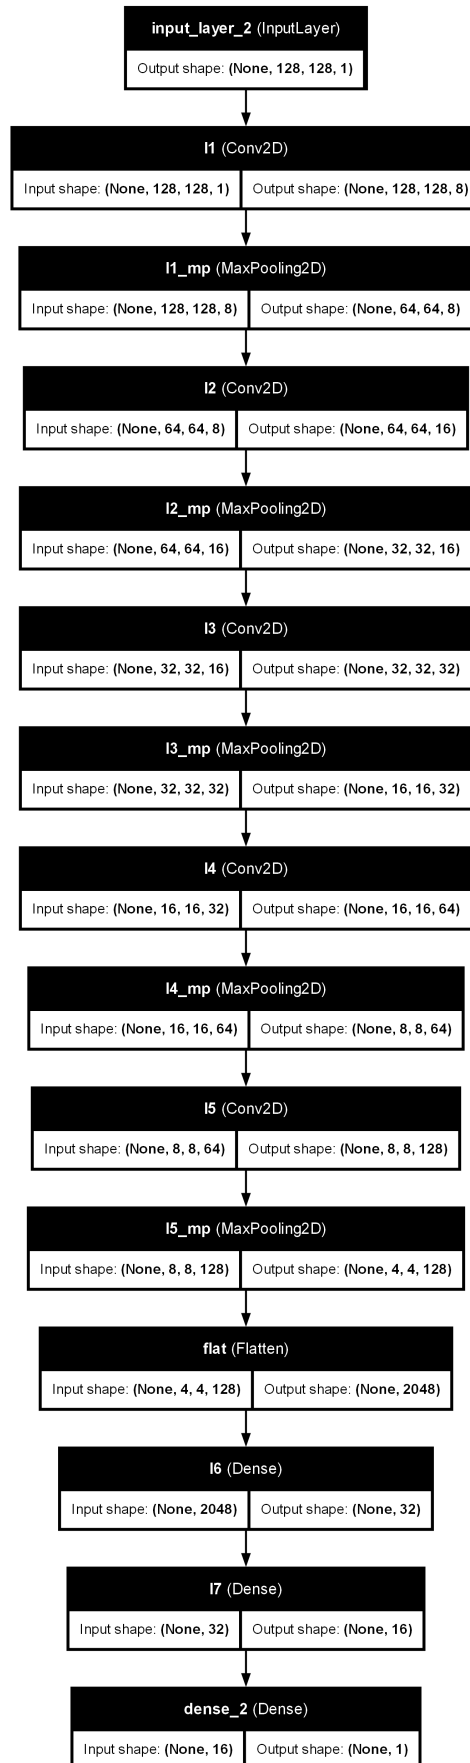 input_layer_2 (InputLayer)
Output shape: (None, 128, 128, 1)
l1 (Conv2D)
Input shape: (None, 128, 128, 1) Output shape: (None, 128, 128, 8)
l1_mp (MaxPooling2D)
Input shape: (None, 128, 128, 8) Output shape: (None, 64, 64, 8)
l2 (Conv2D)
Input shape: (None, 64, 64, 8) Output shape: (None, 64, 64, 16)
l2_mp (MaxPooling2D)
Input shape: (None, 64, 64, 16) Output shape: (None, 32, 32, 16)
l3 (Conv2D)
Input shape: (None, 32, 32, 16) Output shape: (None, 32, 32, 32)
l3_mp (MaxPooling2D)
Input shape: (None, 32, 32, 32) Output shape: (None, 16, 16, 32)
l4 (Conv2D)
Input shape: (None, 16, 16, 32) Output shape: (None, 16, 16, 64)
l4_mp (MaxPooling2D)
Input shape: (None, 16, 16, 64) Output shape: (None, 8, 8, 64)
l5 (Conv2D)
Input shape: (None, 8, 8, 64) Output shape: (None, 8, 8, 128)
l5_mp (MaxPooling2D)
Input shape: (None, 8, 8, 128) Output shape: (None, 4, 4, 128)
flat (Flatten)
Input shape: (None, 4, 4, 128) Output shape: (None, 2048)
l6 (Dense)
Input shape: (None, 2048) Output shape: (None, 32)
l7 (Dense)
Input shape: (None, 32) Output shape: (None, 16)
dense_2 (Dense)
Input shape: (None, 16) Output shape: (None, 1)